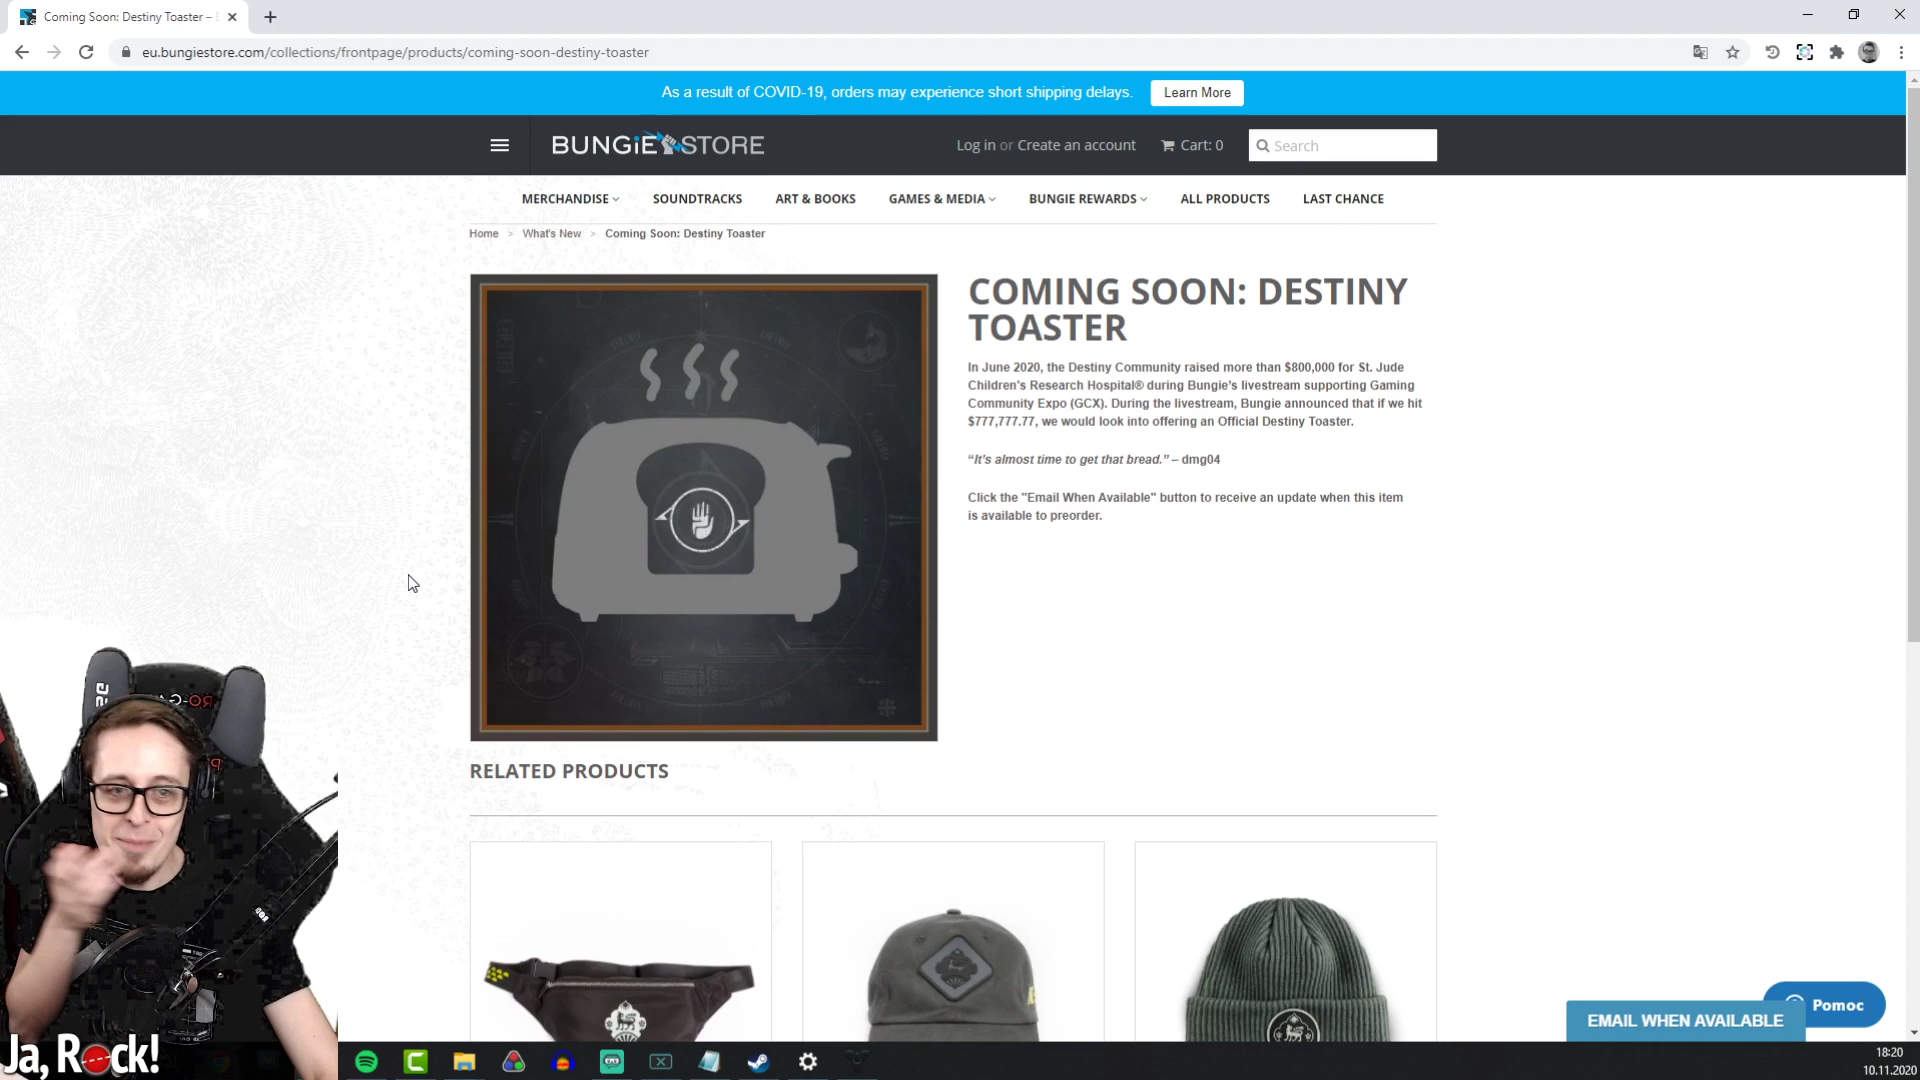 Coming Soon: Destiny Toaster –
eu.bungiestore.com/collections/frontpage/products/coming-soon-destiny-toaster
As a result of COVID-19, orders may experience short shipping delays. Learn More
BUNGiE STORE
Log in or Create an account
Cart: 0
Search
MERCHANDISE SOUNDTRACKS ART & BOOKS GAMES & MEDIA BUNGIE REWARDS ALL PRODUCTS LAST CHANCE
Home > What's New > Coming Soon: Destiny Toaster
COMING SOON: DESTINY
TOASTER
In June 2020, the Destiny Community raised more than $800,000 for St. Jude
Children's Research Hospital® during Bungie's livestream supporting Gaming
Community Expo (GCX). During the livestream, Bungie announced that if we hit
$777,777.77, we would look into offering an Official Destiny Toaster.
“It's almost time to get that bread.” – dmg04
Click the "Email When Available" button to receive an update when this item
is available to preorder.
RELATED PRODUCTS
Pomoc
EMAIL WHEN AVAILABLE
Ja, Rock!
18:20
10.11.2020